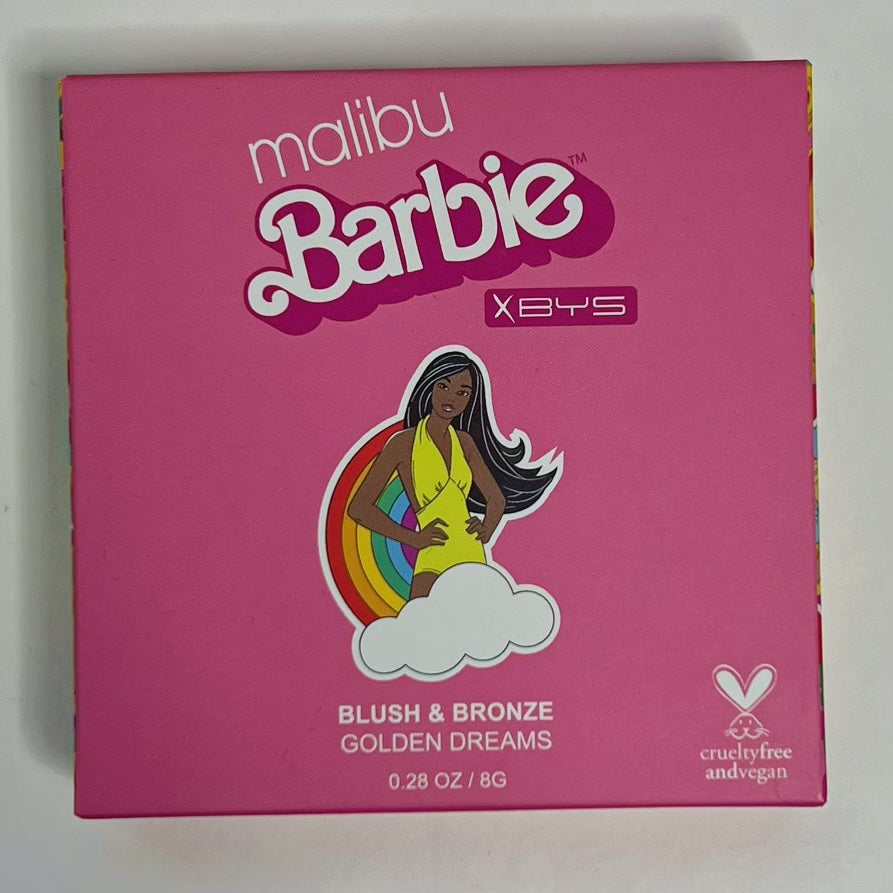 malibu
Barbie™
XBYS
BLUSH & BRONZE
GOLDEN DREAMS
0.28 OZ / 8G
crueltyfree
andvegan